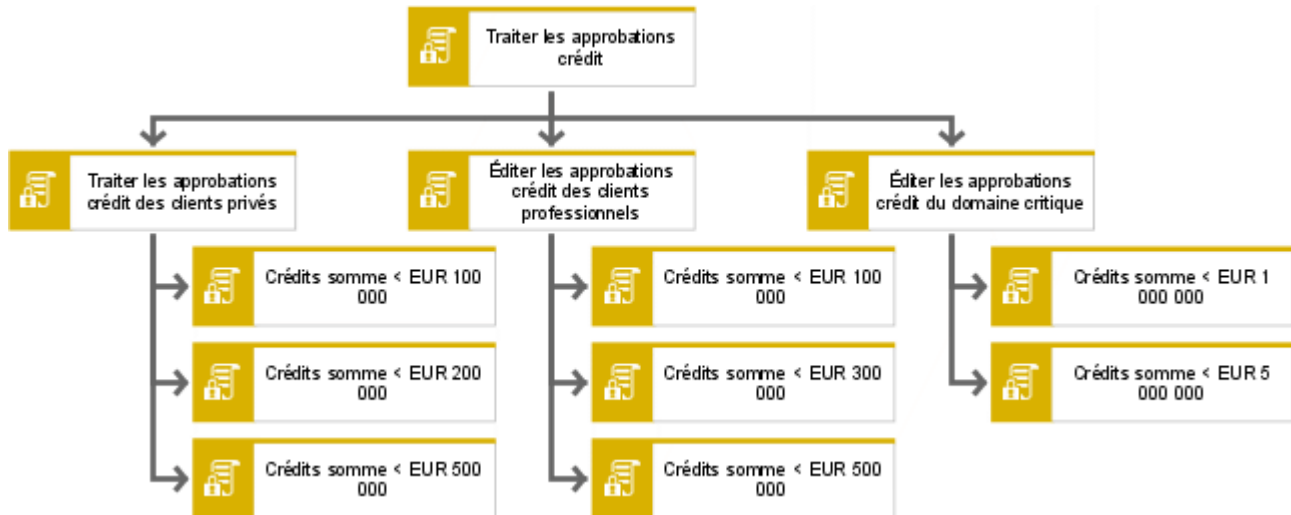 Traiter les approbations
crédit
Traiter les approbations
crédit des clients privés
Éditer les approbations
crédit des clients
professionnels
Éditer les approbations
crédit du domaine critique
Crédits somme < EUR 100
000
Crédits somme < EUR 100
000
Crédits somme < EUR 1
000 000
Crédits somme < EUR 200
000
Crédits somme < EUR 300
000
Crédits somme < EUR 5
000 000
Crédits somme < EUR 500
000
Crédits somme < EUR 500
000